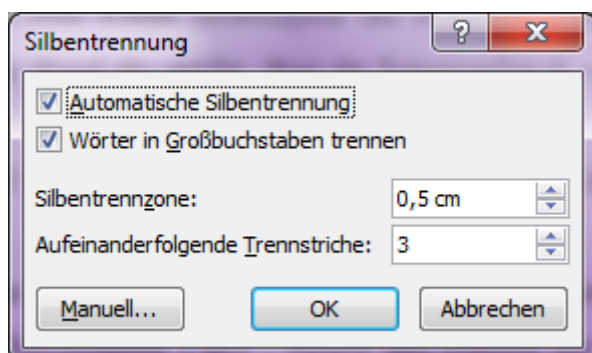 Silbentrennung ?
Automatische Silbentrennung
Wörter in Großbuchstaben trennen
Silbentrennzone: 0,5 cm
Aufeinanderfolgende Trennstriche: 3
Manuell... OK Abbrechen